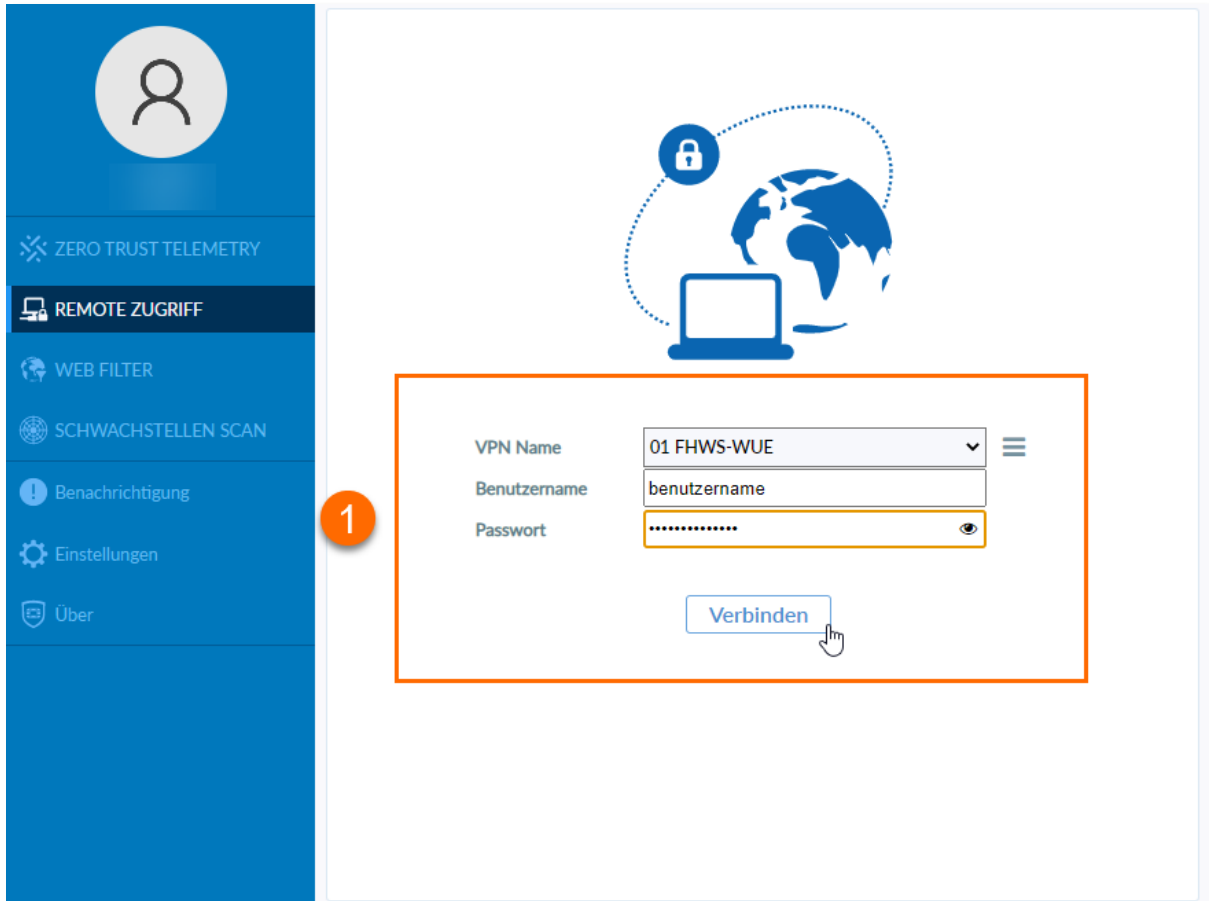 ZERO TRUST TELEMETRY
REMOTE ZUGRIFF
WEB FILTER
SCHWACHSTELLEN SCAN
Benachrichtigung
Einstellungen
Über
1
VPN Name 01 FHWS-WUE
Benutzername benutzername
Passwort ••••••••••••••
Verbinden